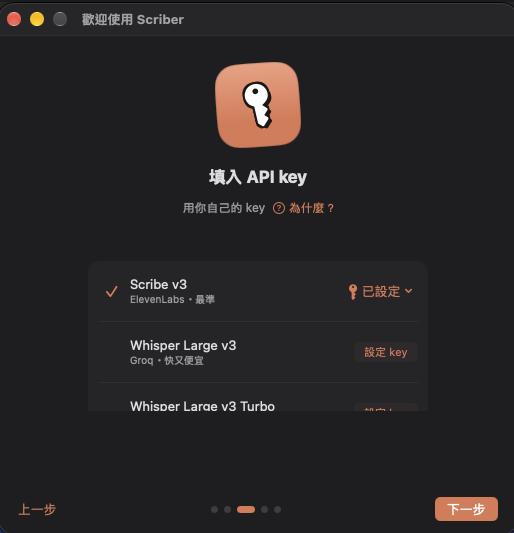 歡迎使用 Scriber
填入 API key
用你自己的 key ? 為什麼？
Scribe v3
ElevenLabs・最準
已設定
Whisper Large v3
Groq・快又便宜
設定 key
Whisper Large v3 Turbo
上一步
下一步